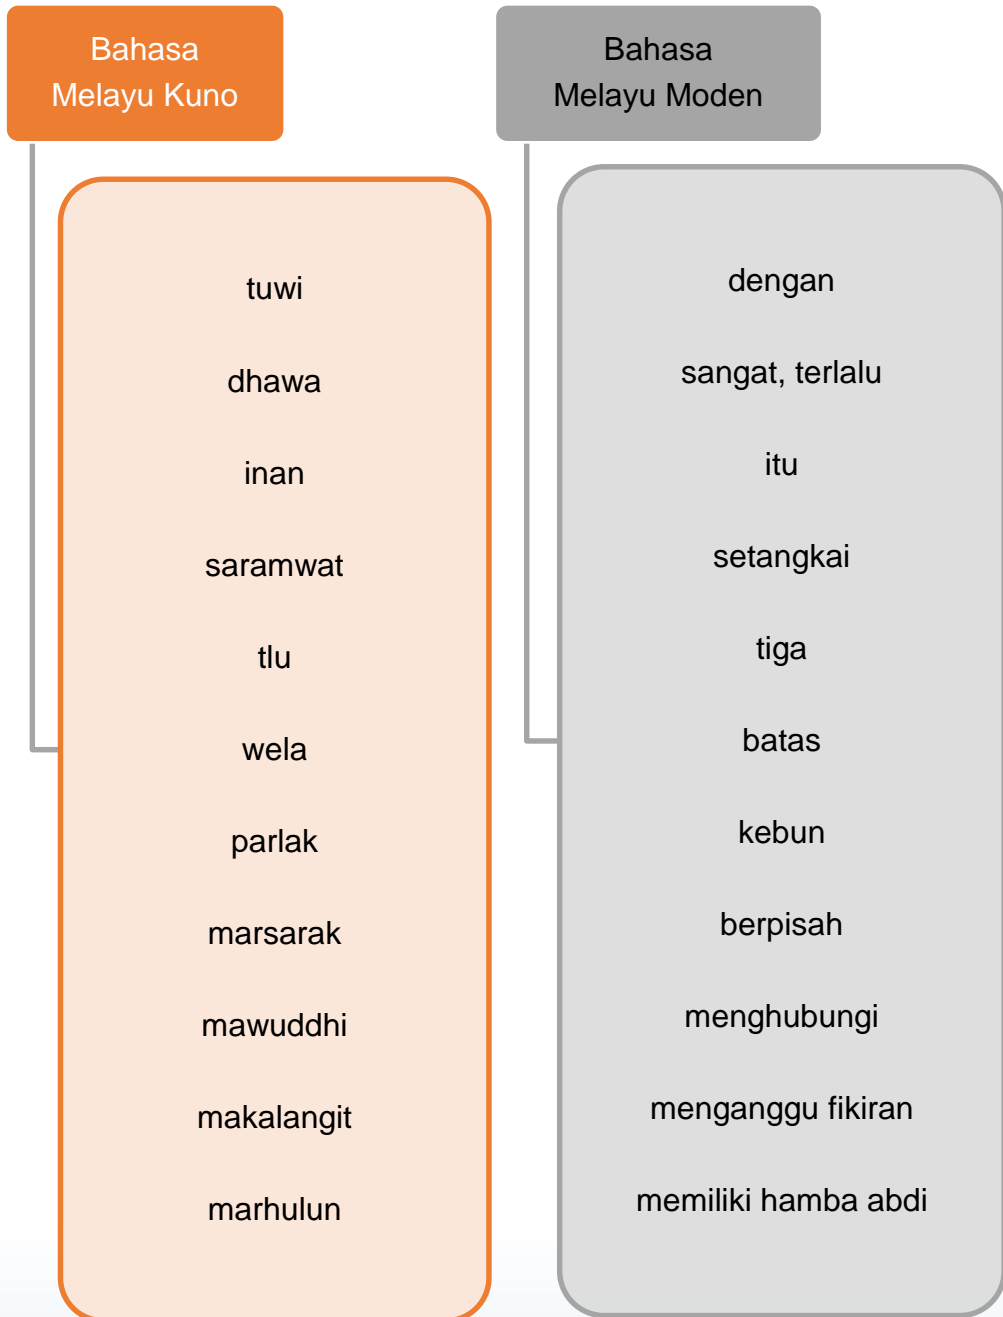 Bahasa
Melayu Kuno
tuwi
dhawa
inan
saramwat
tlu
wela
parlak
marsarak
mawuddhi
makalangit
marhulun
Bahasa
Melayu Moden
dengan
sangat, terlalu
itu
setangkai
tiga
batas
kebun
berpisah
menghubungi
menganggu fikiran
memiliki hamba abdi